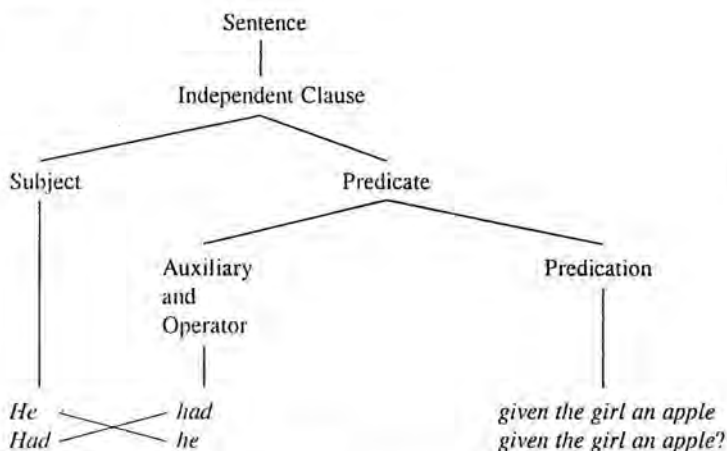 Sentence
Independent Clause
Subject Predicate
Auxiliary Predication
and
Operator
He had given the girl an apple
Had he given the girl an apple?